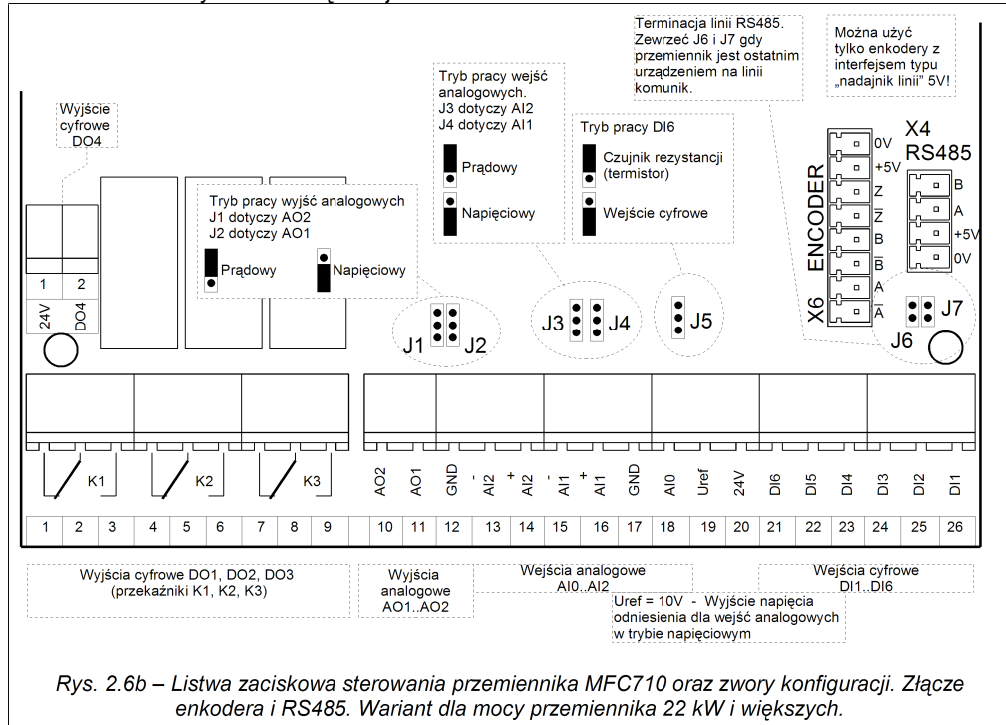 Terminacja linii RS485.
Zewrzeć J6 i J7 gdy
przemiennik jest ostatnim
urządzeniem na linii
komunik.
Można użyć
tylko enkodery z
interfejsem typu
„nadajnik linii” 5V!
Tryb pracy wejść
analogowych.
J3 dotyczy AI2
J4 dotyczy AI1
Prądowy
Napięciowy
Wyjście
cyfrowe
DO4
Tryb pracy DI6
Czujnik rezystancji
(termistor)
Wejście cyfrowe
Tryb pracy wyjść analogowych
J1 dotyczy AO2
J2 dotyczy AO1
Prądowy
Napięciowy
X6 ENCODER
0V
+5V
Z
Z̅
B
B̅
A
A̅
X4
RS485
B
A
+5V
0V
1 2
24V DO4
J1 J2
J3 J4
J5
J6 J7
K1 K2 K3
AO2 AO1 GND - AI2 + AI2 - AI1 + AI1 GND AI0 Uref 24V DI6 DI5 DI4 DI3 DI2 DI1
1 2 3 4 5 6 7 8 9 10 11 12 13 14 15 16 17 18 19 20 21 22 23 24 25 26
Wyjścia cyfrowe DO1, DO2, DO3
(przekaźniki K1, K2, K3)
Wyjścia
analogowe
AO1..AO2
Wejścia analogowe
AI0..AI2
Wejścia cyfrowe
DI1..DI6
Uref = 10V - Wyjście napięcia
odniesienia dla wejść analogowych
w trybie napięciowym
Rys. 2.6b – Listwa zaciskowa sterowania przemiennika MFC710 oraz zwory konfiguracji. Złącze
enkodera i RS485. Wariant dla mocy przemiennika 22 kW i większych.